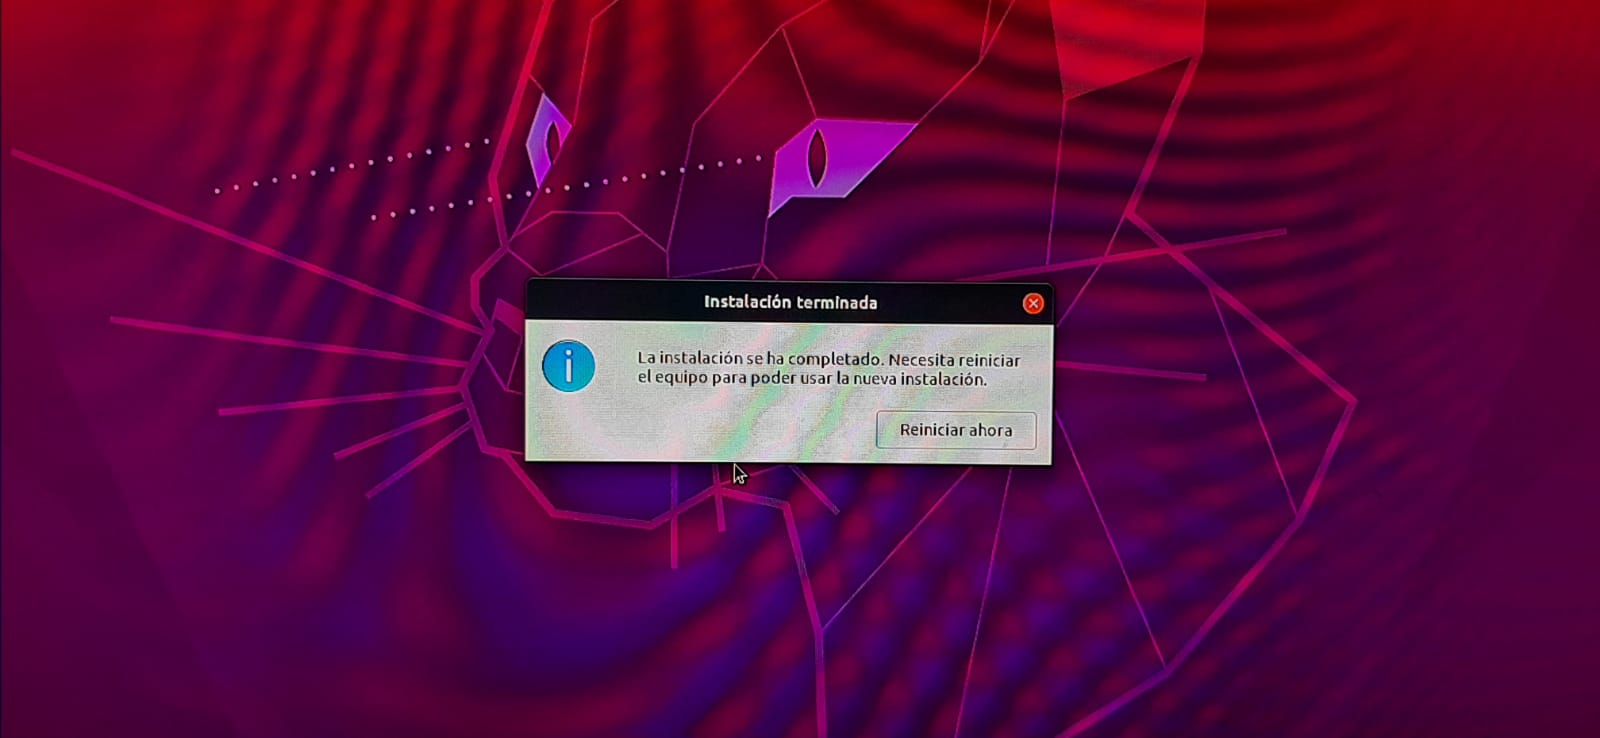 Instalación terminada
La instalación se ha completado. Necesita reiniciar
el equipo para poder usar la nueva instalación.
Reiniciar ahora